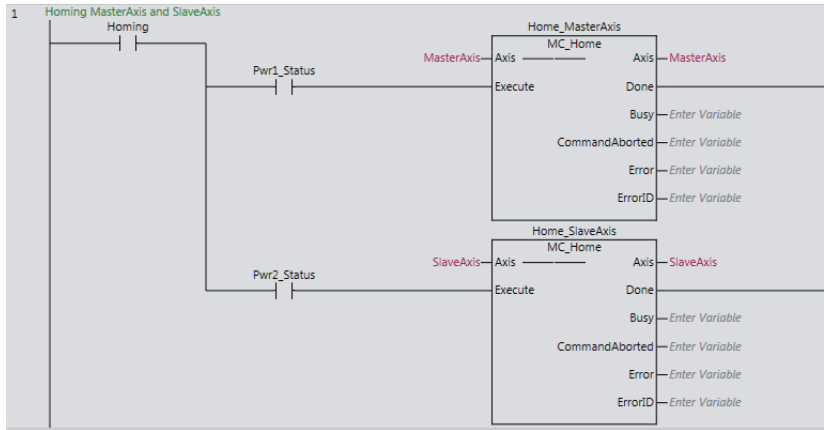 1 Homing MasterAxis and SlaveAxis
Homing
Home_MasterAxis
MC_Home
MasterAxis Axis Axis MasterAxis
Pwr1_Status
Execute Done
Busy Enter Variable
CommandAborted Enter Variable
Error Enter Variable
ErrorID Enter Variable
Home_SlaveAxis
MC_Home
SlaveAxis Axis Axis SlaveAxis
Pwr2_Status
Execute Done
Busy Enter Variable
CommandAborted Enter Variable
Error Enter Variable
ErrorID Enter Variable